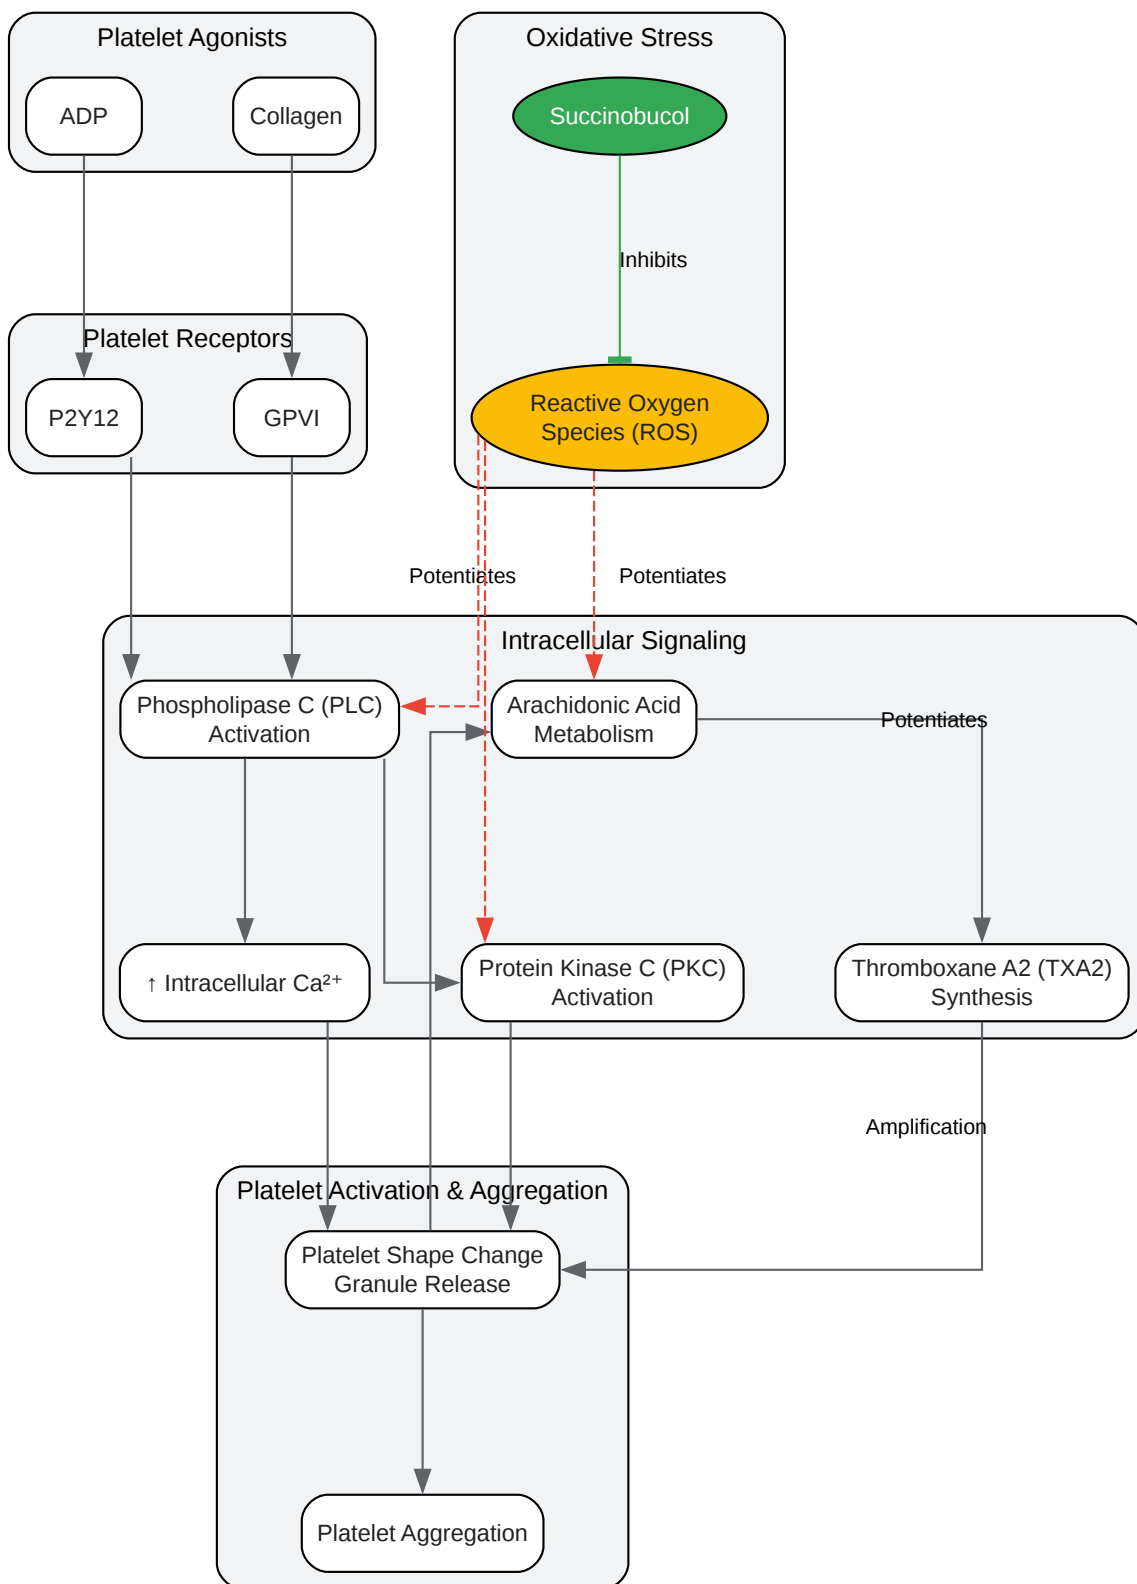 Platelet Agonists
ADP
Collagen
Oxidative Stress
Succinobucol
Inhibits
Reactive Oxygen
Species (ROS)
Platelet Receptors
P2Y12
GPVI
Potentiates
Potentiates
Intracellular Signaling
Phospholipase C (PLC)
Activation
Arachidonic Acid
Metabolism
Potentiates
↑ Intracellular Ca²⁺
Protein Kinase C (PKC)
Activation
Thromboxane A2 (TXA2)
Synthesis
Amplification
Platelet Activation & Aggregation
Platelet Shape Change
Granule Release
Platelet Aggregation